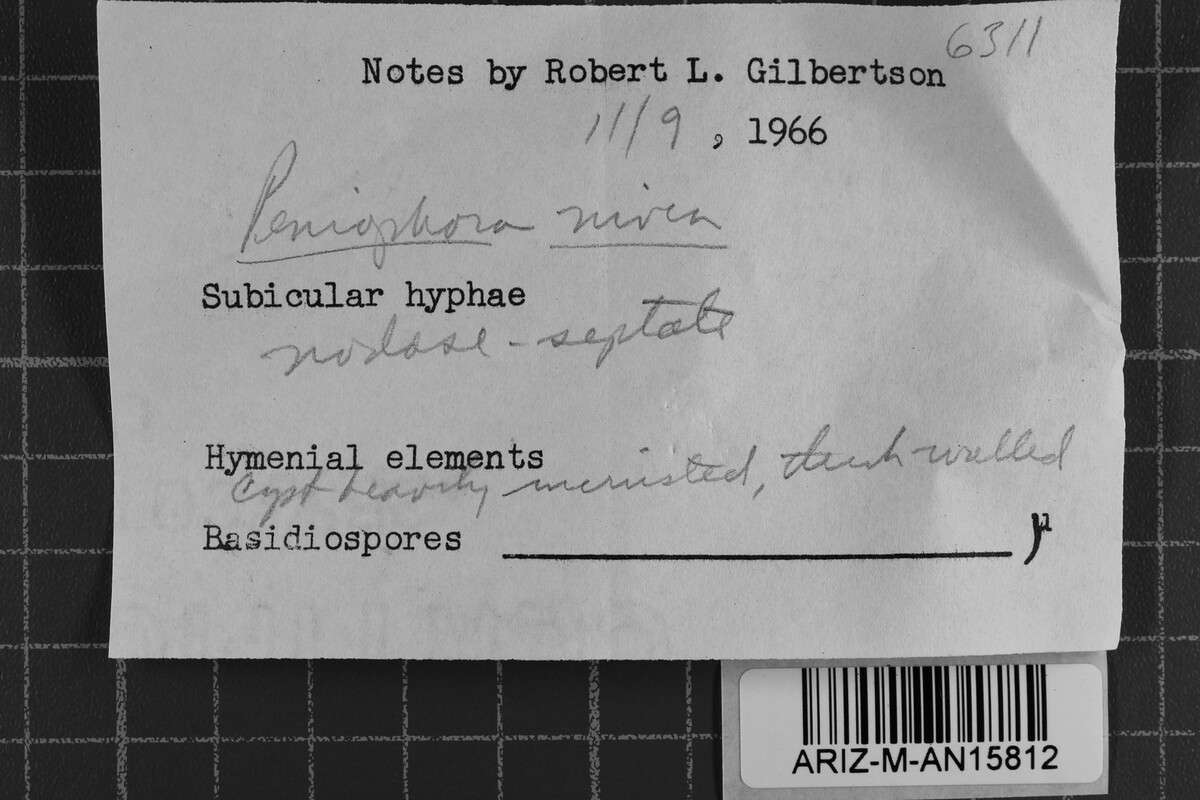 6311
Notes by Robert L. Gilbertson
11/9, 1966
Peniophora nivea
Subicular hyphae
nodose-septate
Hymenial elements
Cyst heavily incrusted, thick-walled
Basidiospores ____________ µ
ARIZ-M-AN15812